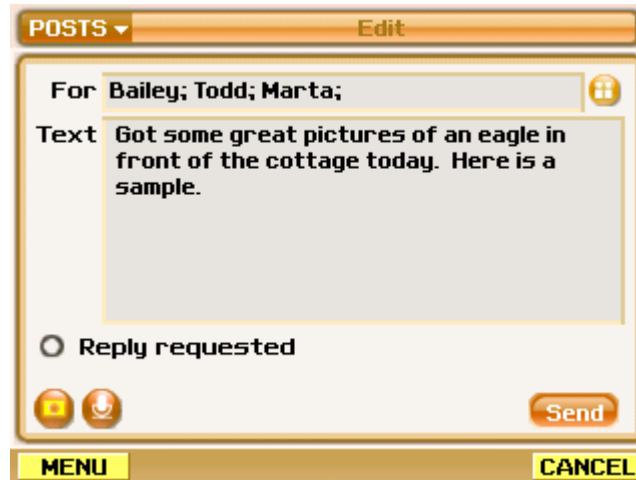 POSTS Edit
For Bailey; Todd; Marta;
Text Got some great pictures of an eagle in
front of the cottage today. Here is a
sample.
Reply requested
Send
MENU CANCEL